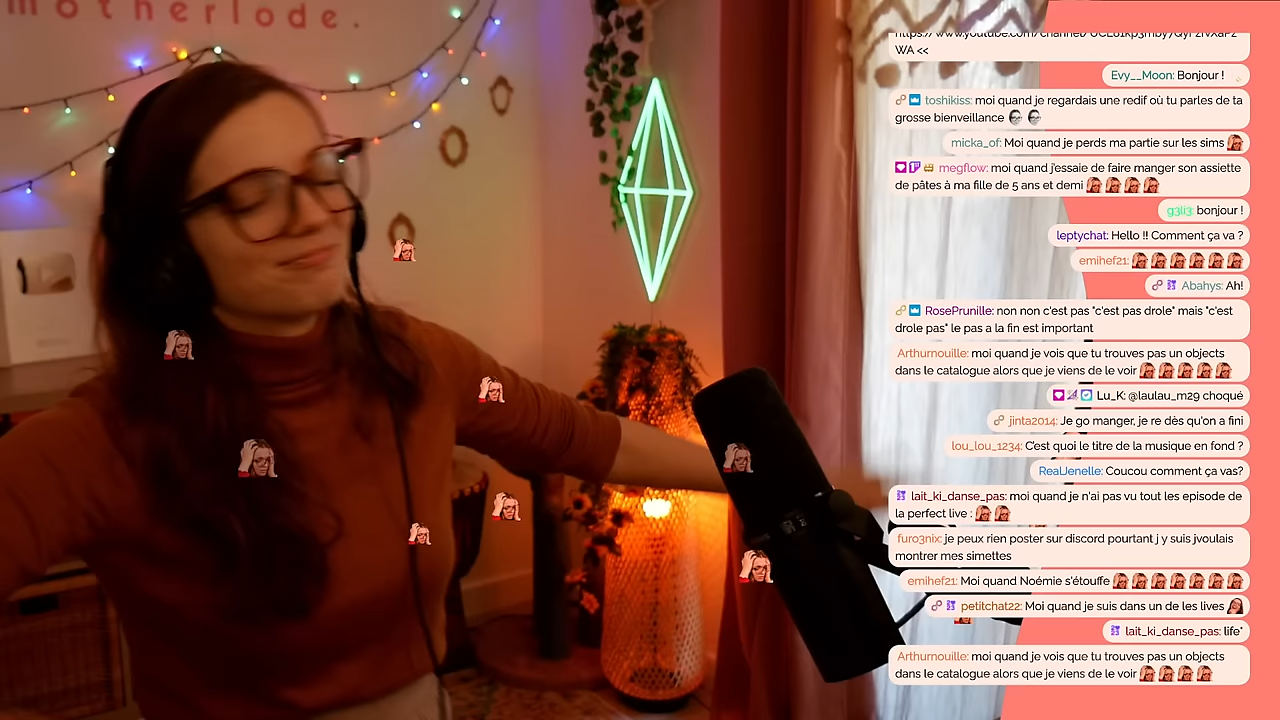 motherlode.
WA <<
Evy__Moon: Bonjour !
toshikiss: moi quand je regardais une redif où tu parles de ta
grosse bienveillance
micka_of: Moi quand je perds ma partie sur les sims
megflow: moi quand j'essaie de faire manger son assiette
de pâtes à ma fille de 5 ans et demi
g3li3: bonjour !
leptychat: Hello !! Comment ça va ?
emihef21:
Abahys: Ah!
RosePrunille: non non c'est pas "c'est pas drole" mais "c'est
drole pas" le pas a la fin est important
Arthurnouille: moi quand je vois que tu trouves pas un objects
dans le catalogue alors que je viens de le voir
Lu_K: @laulau_m29 choqué
jinta2014: Je go manger, je re dès qu'on a fini
lou_lou_1234: C'est quoi le titre de la musique en fond ?
ReaLJenelle: Coucou comment ça vas?
lait_ki_danse_pas: moi quand je n'ai pas vu tout les episode de
la perfect live :
furo3nix: je peux rien poster sur discord pourtant j y suis jvoulais
montrer mes simettes
emihef21: Moi quand Noémie s'étouffe
petitchat22: Moi quand je suis dans un de les lives
lait_ki_danse_pas: life*
Arthurnouille: moi quand je vois que tu trouves pas un objects
dans le catalogue alors que je viens de le voir